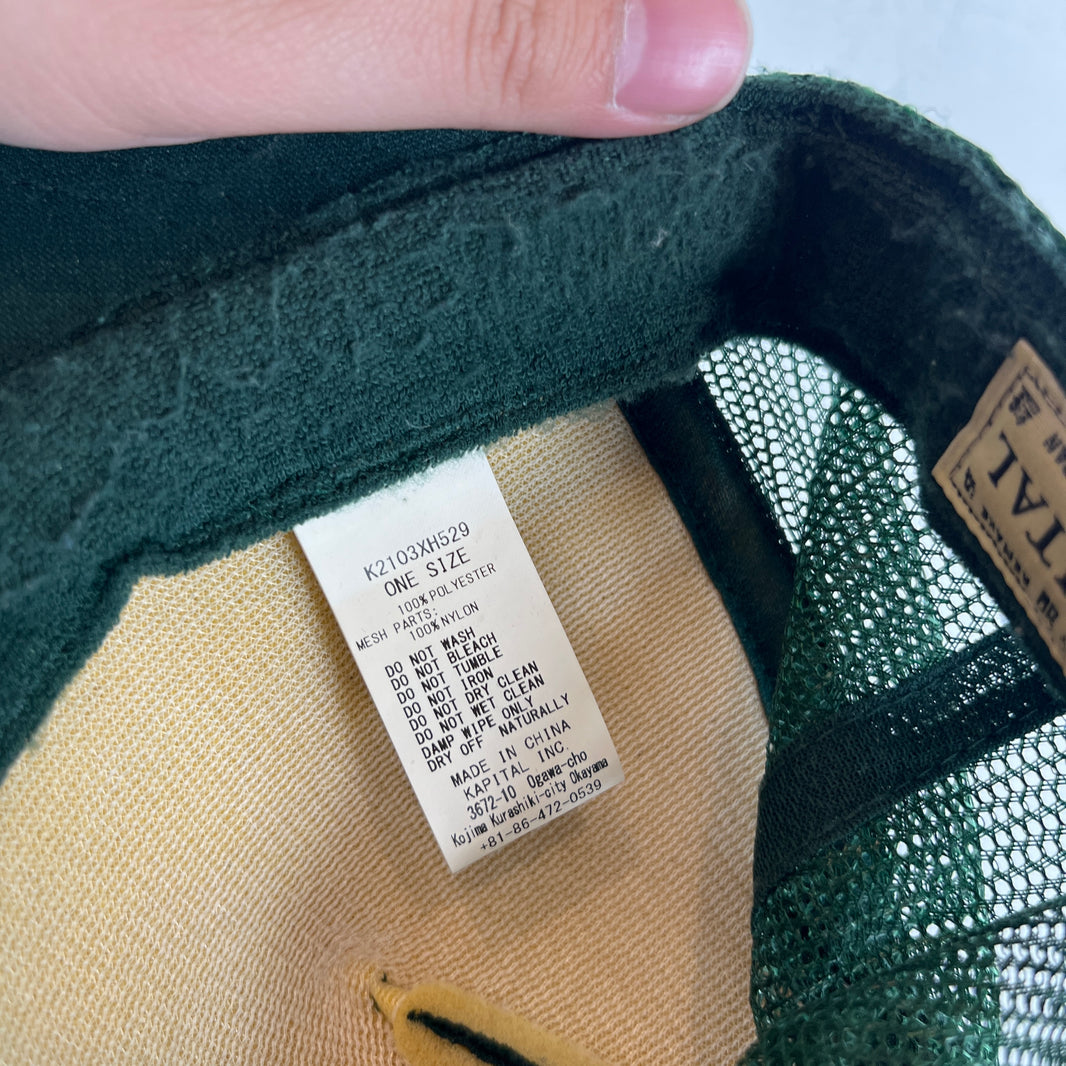 K2103XH529
ONE SIZE
100% POLYESTER
MESH PARTS:
100% NYLON
DO NOT WASH
DO NOT BLEACH
DO NOT TUMBLE
DO NOT IRON
DO NOT DRY CLEAN
DO NOT WET CLEAN
DAMP WIPE ONLY
DRY OFF NATURALLY
MADE IN CHINA
KAPITAL INC.
3672-10 Ogawa-cho
Kojima Kurashiki-city Okayama
+81-86-472-0539
TAL